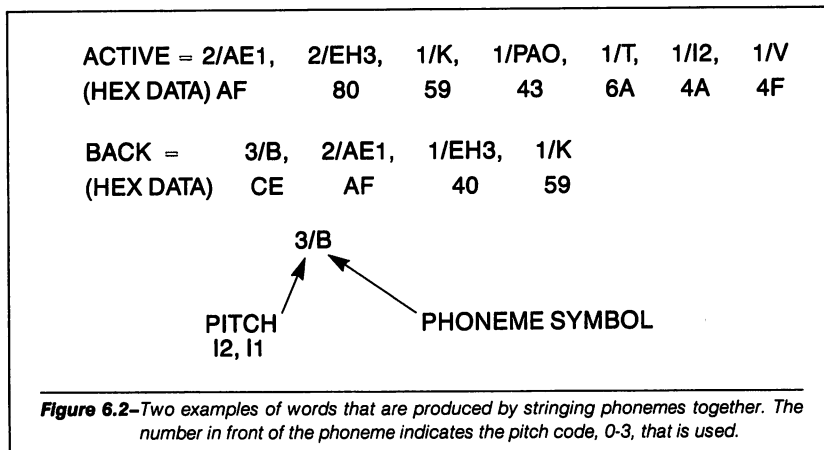 ACTIVE = 2/AE1, 2/EH3, 1/K, 1/PAO, 1/T, 1/I2, 1/V
(HEX DATA) AF 80 59 43 6A 4A 4F
BACK = 3/B, 2/AE1, 1/EH3, 1/K
(HEX DATA) CE AF 40 59
3/B
PITCH PHONEME SYMBOL
I2, I1
Figure 6.2–Two examples of words that are produced by stringing phonemes together. The
number in front of the phoneme indicates the pitch code, 0-3, that is used.